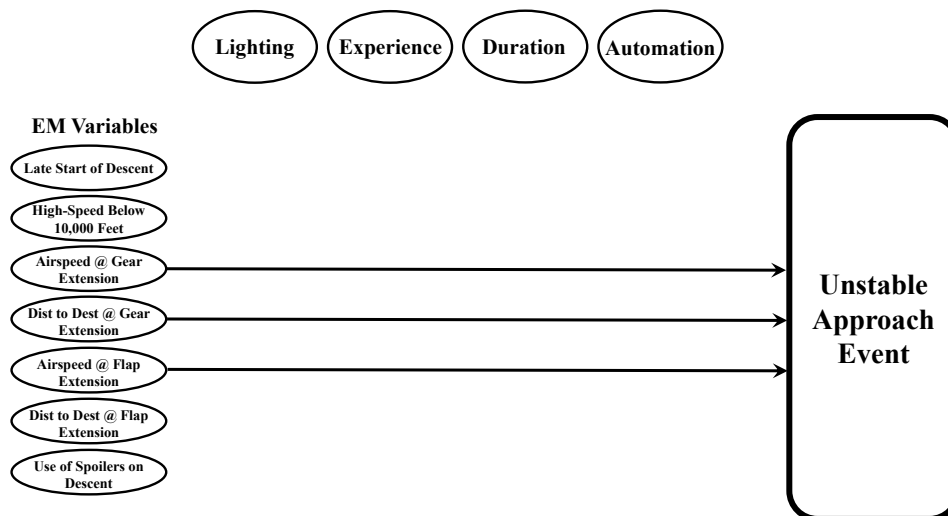 Lighting
Experience
Duration
Automation
EM Variables
Late Start of Descent
High-Speed Below
10,000 Feet
Airspeed @ Gear
Extension
Dist to Dest @ Gear
Extension
Airspeed @ Flap
Extension
Dist to Dest @ Flap
Extension
Use of Spoilers on
Descent
Unstable
Approach
Event